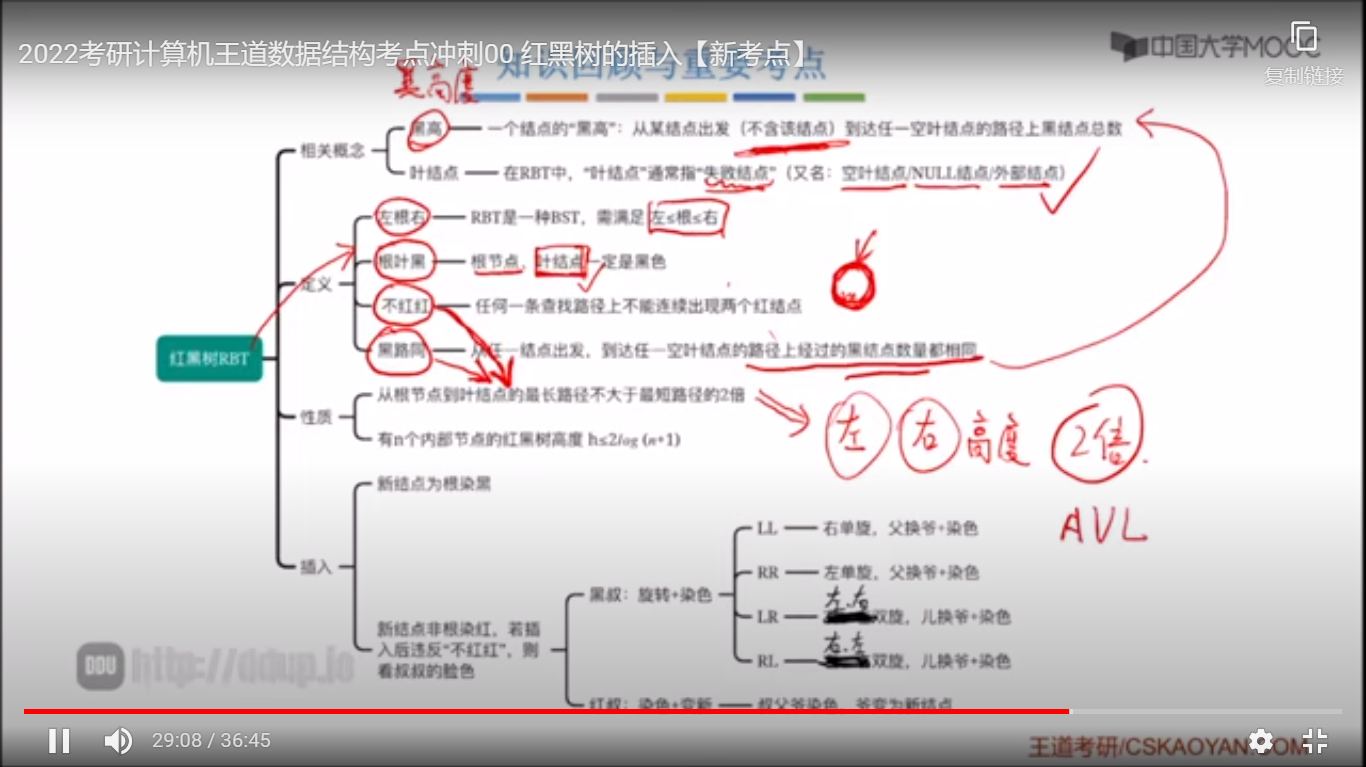 2022考研计算机王道数据结构考点冲刺00 红黑树的插入【新考点】
知识回顾与重要考点
中国大学MOOC
复制链接
黑高度
相关概念
黑高 一个结点的“黑高”：从某结点出发（不含该结点）到达任一空叶结点的路径上黑结点总数
叶结点 在RBT中，“叶结点”通常指“失败结点”（又名：空叶结点/NULL结点/外部结点）
红黑树RBT
定义
左根右 RBT是一种BST，需满足 左≤根≤右
根叶黑 根节点、叶结点一定是黑色
不红红 任何一条查找路径上不能连续出现两个红结点
黑路同 从任一结点出发，到达任一空叶结点的路径上经过的黑结点数量都相同
性质
从根节点到叶结点的最长路径不大于最短路径的2倍
有n个内部节点的红黑树高度 h≤2log (n+1)
左 右 高度 2倍.
AVL
插入
新结点为根染黑
新结点非根染红，若插
入后违反“不红红”，则
看叔叔的脸色
黑叔：旋转+染色
LL 右单旋，父换爷+染色
RR 左单旋，父换爷+染色
左、右
LR 双旋，儿换爷+染色
右、左
RL 双旋，儿换爷+染色
红叔：染色+变新 叔父爷染色，爷变为新结点
DDU http://ddup.io
29:08 / 36:45
王道考研/CSKAOYAN.COM